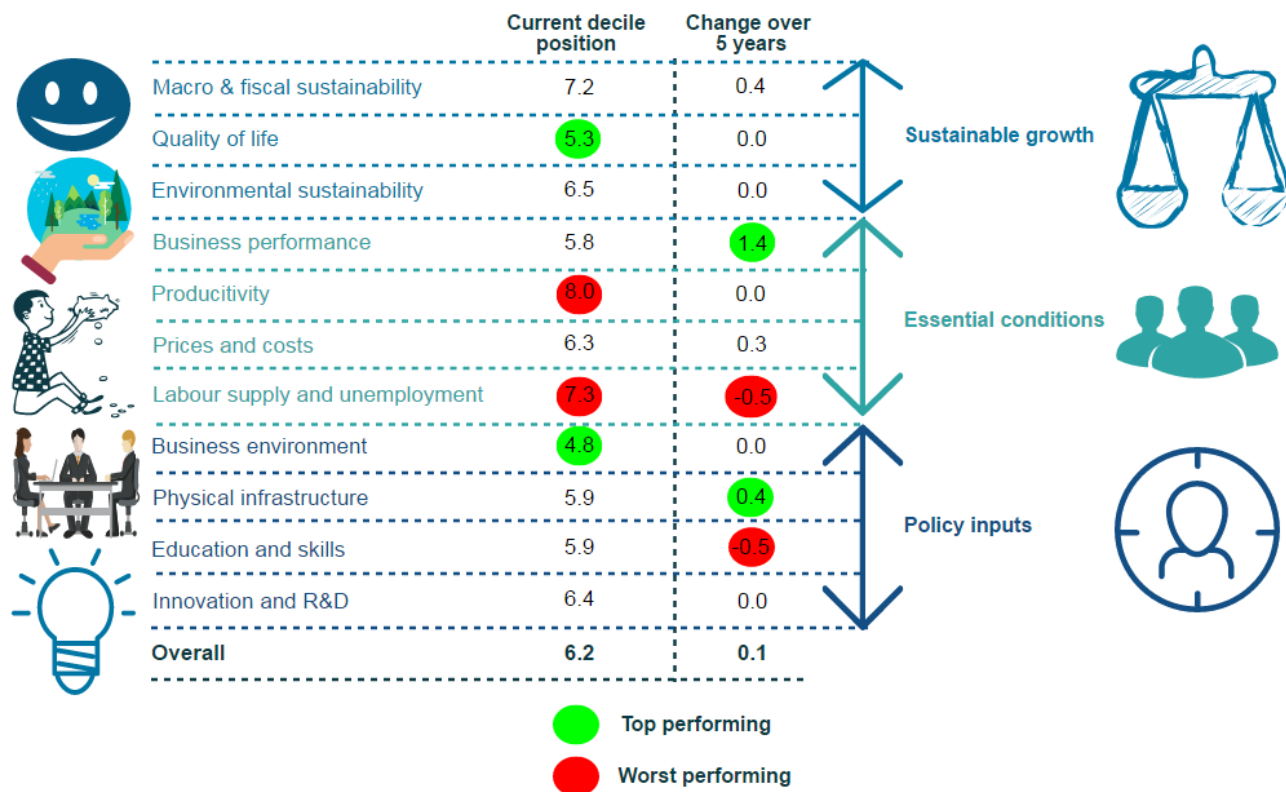 Current decile position
Change over 5 years
Macro & fiscal sustainability 7.2 0.4
Quality of life 5.3 0.0
Sustainable growth
Environmental sustainability 6.5 0.0
Business performance 5.8 1.4
Producitivity 8.0 0.0
Essential conditions
Prices and costs 6.3 0.3
Labour supply and unemployment 7.3 -0.5
Business environment 4.8 0.0
Physical infrastructure 5.9 0.4
Policy inputs
Education and skills 5.9 -0.5
Innovation and R&D 6.4 0.0
Overall 6.2 0.1
Top performing
Worst performing